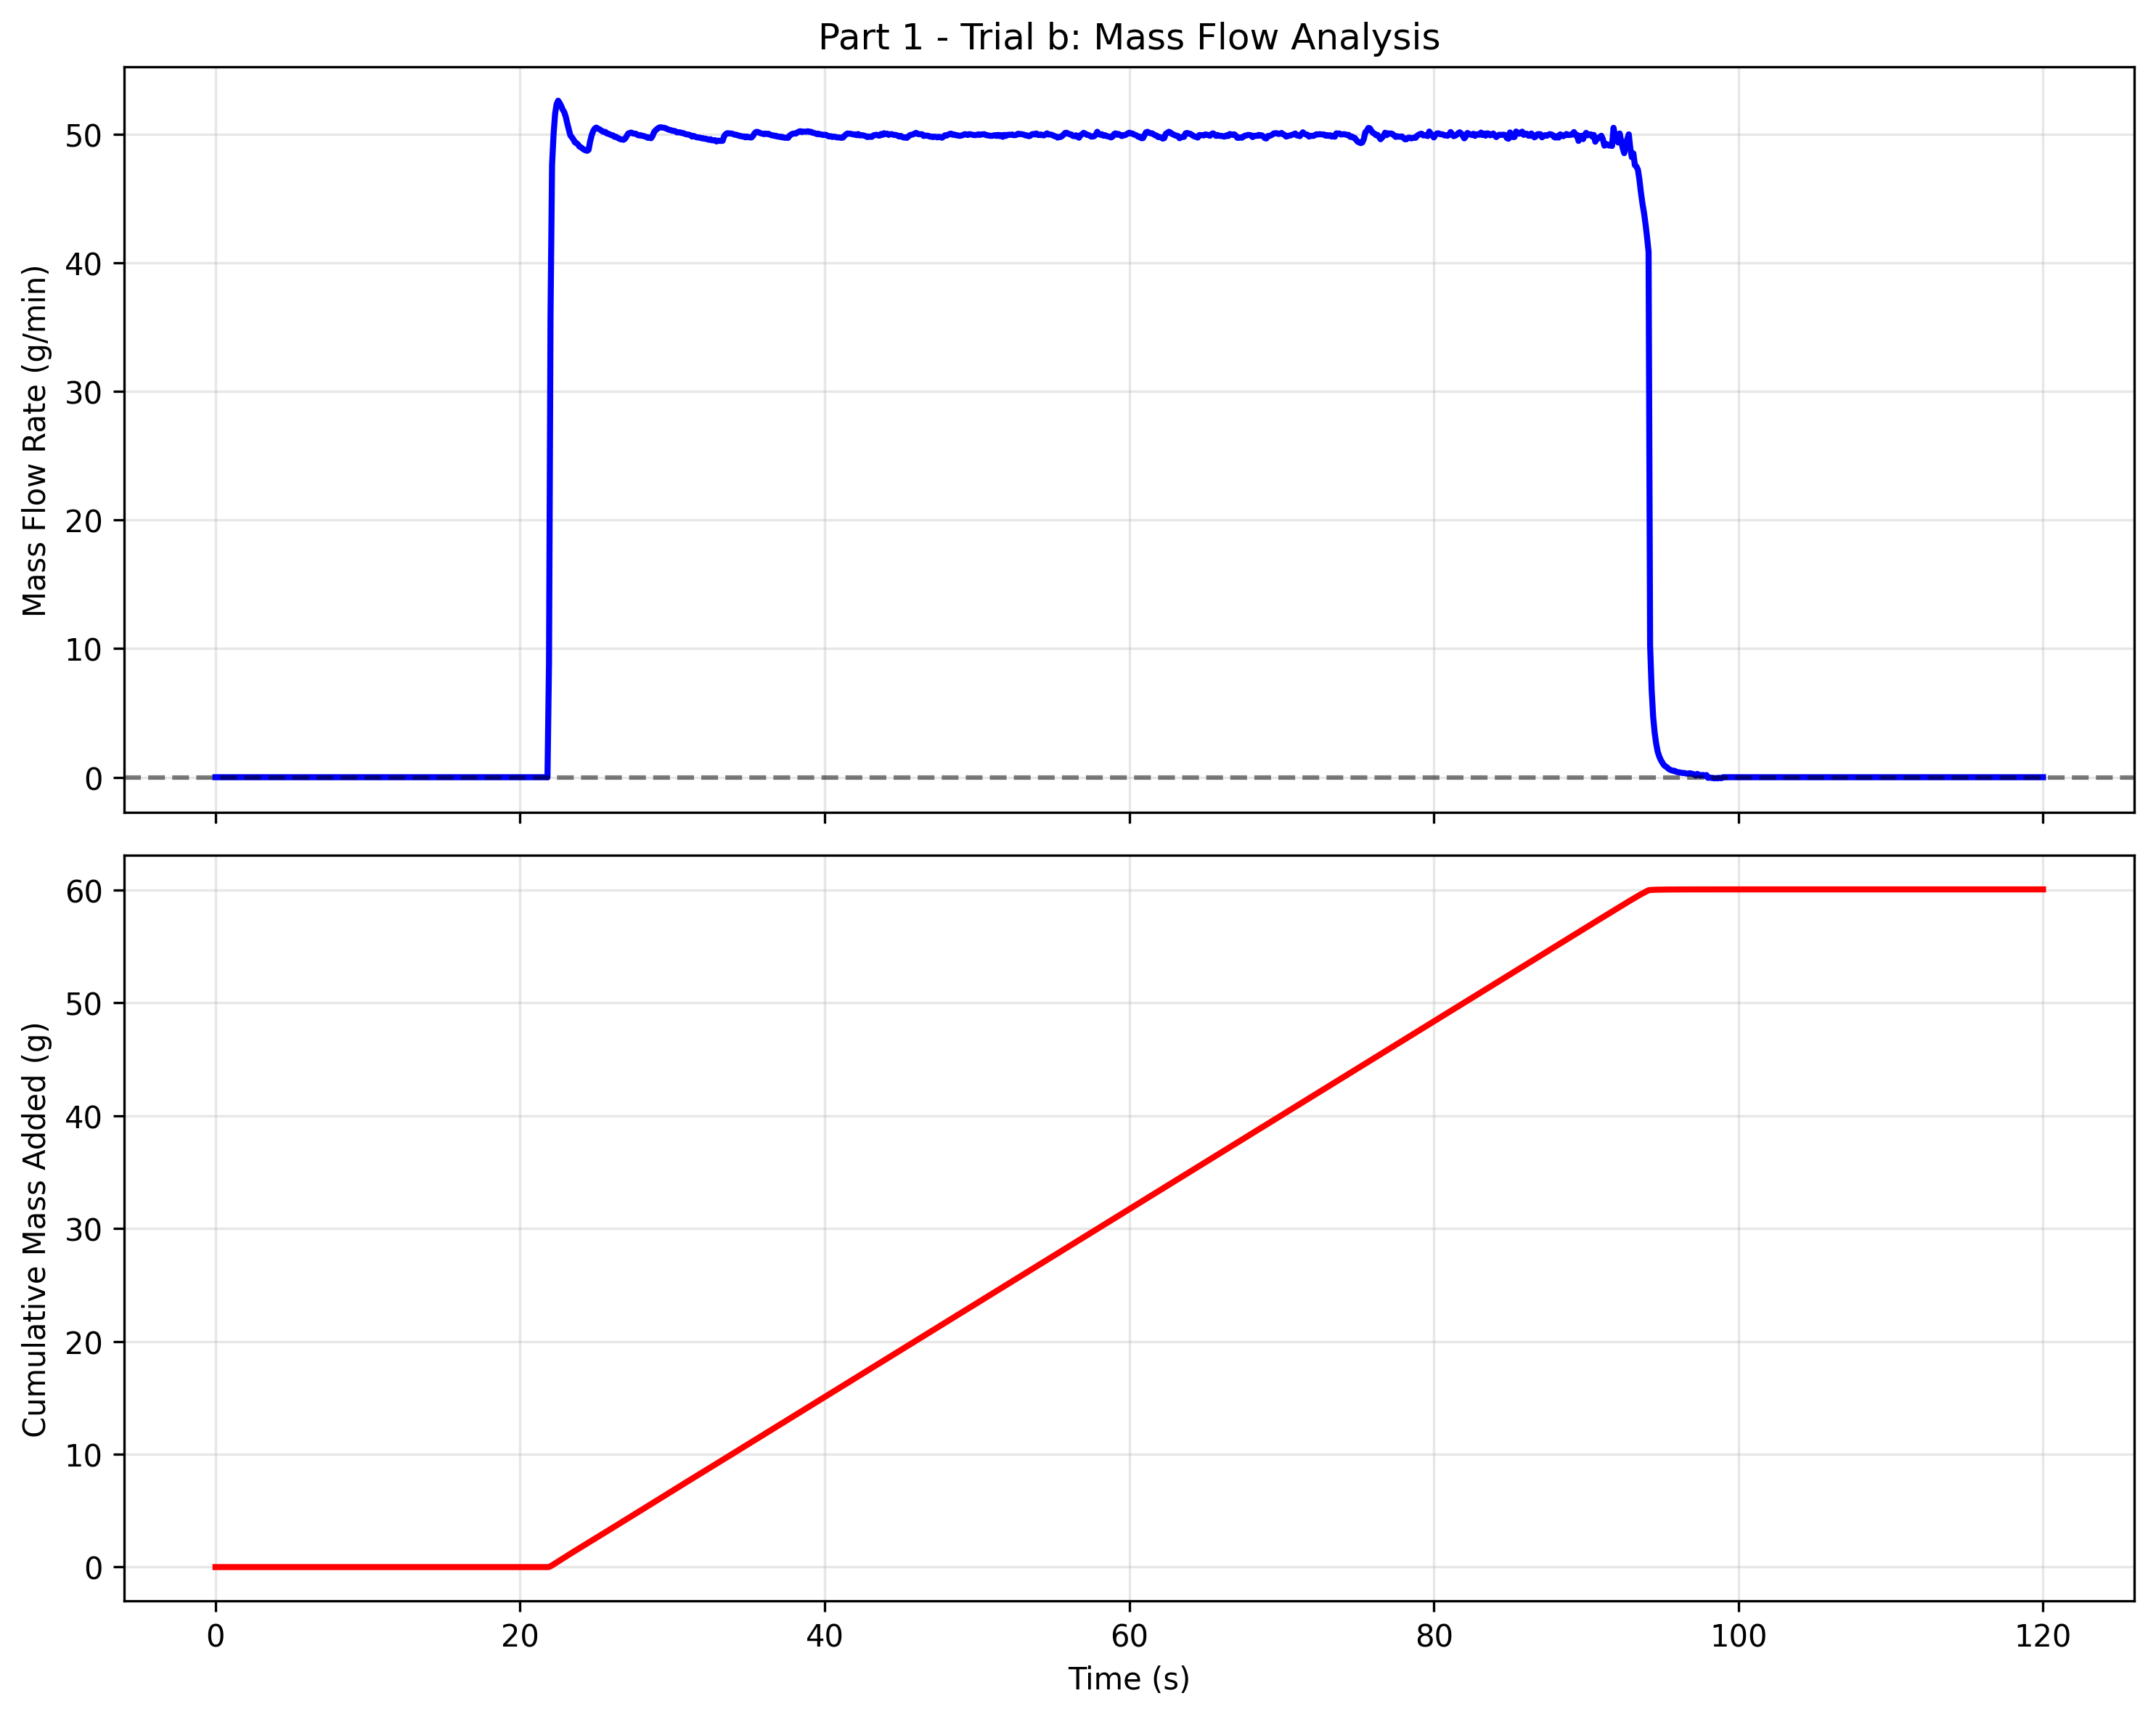 Part 1 - Trial b: Mass Flow Analysis
Mass Flow Rate (g/min)
50
40
30
20
10
0
Cumulative Mass Added (g)
60
50
40
30
20
10
0
0 20 40 60 80 100 120
Time (s)